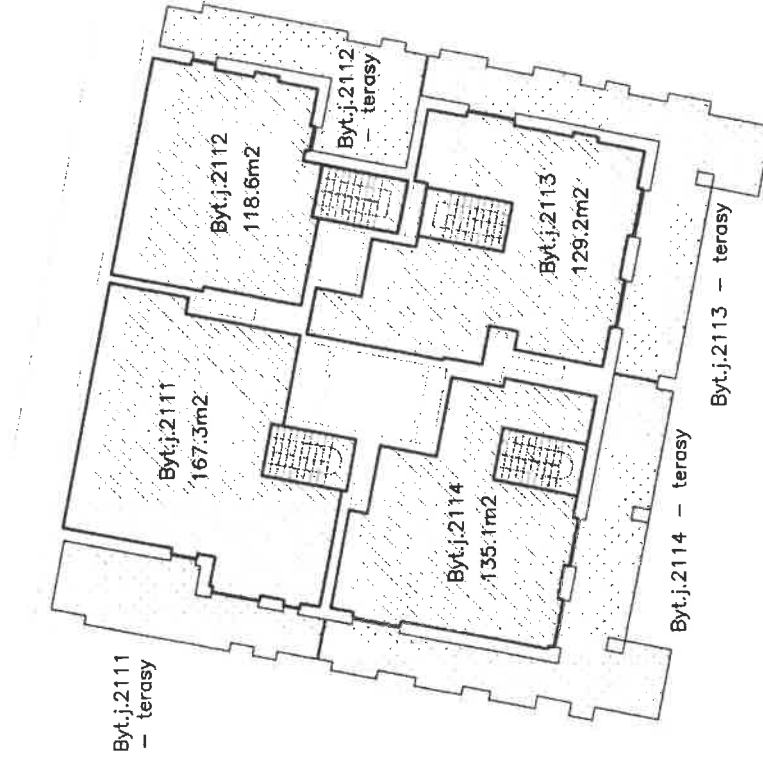 Byt.j.2112
118.6m2
Byt.j.2112
– terasy
Byt.j.2111
167.3m2
Byt.j.2113
129.2m2
Byt.j.2114
135.1m2
Byt.j.2111
– terasy
Byt.j.2114 – terasy
Byt.j.2113 – terasy